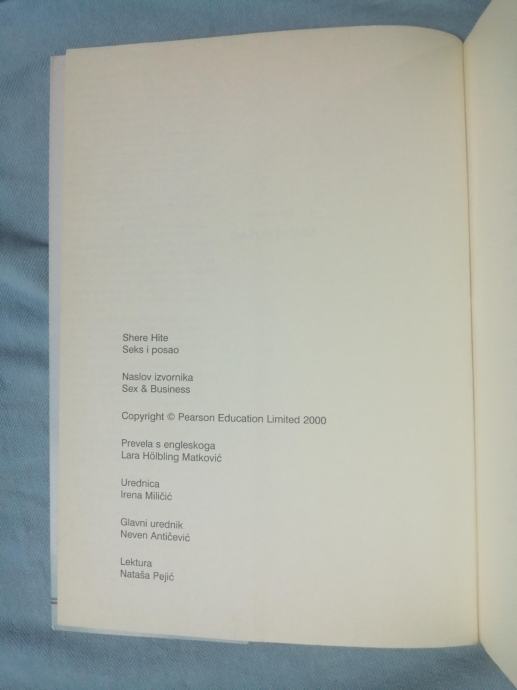 Shere Hite
Seks i posao
Naslov izvornika
Sex & Business
Copyright © Pearson Education Limited 2000
Prevela s engleskoga
Lara Hölbling Matković
Urednica
Irena Miličić
Glavni urednik
Neven Antičević
Lektura
Nataša Pejić